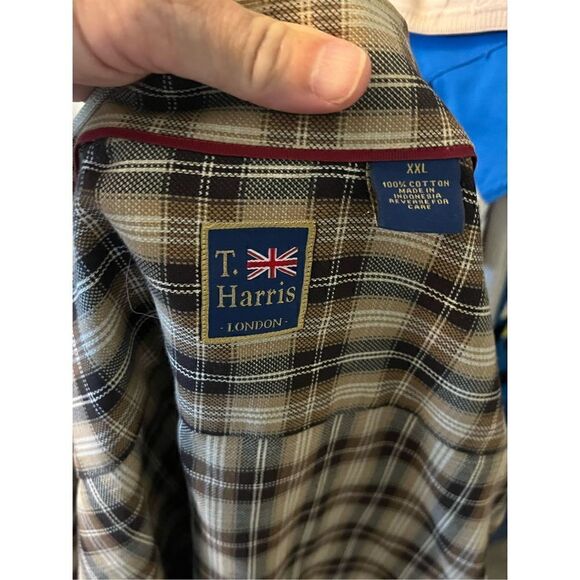 XXL
100% COTTON
MADE IN
INDONESIA
REVERSE FOR
CARE
T.
Harris
- LONDON -